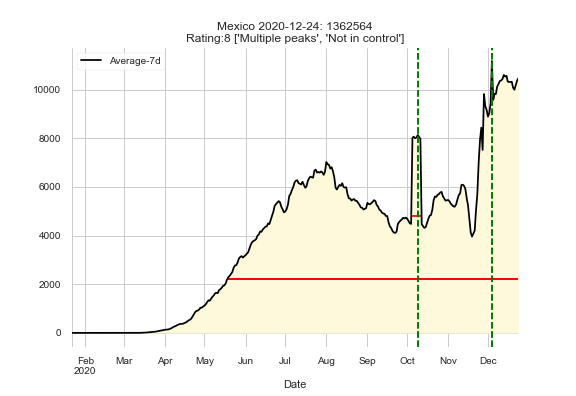 Mexico 2020-12-24: 1362564
Rating:8 ['Multiple peaks', 'Not in control']
Average-7d
10000
8000
6000
4000
2000
0
Feb Mar Apr May Jun Jul Aug Sep Oct Nov Dec
2020
Date